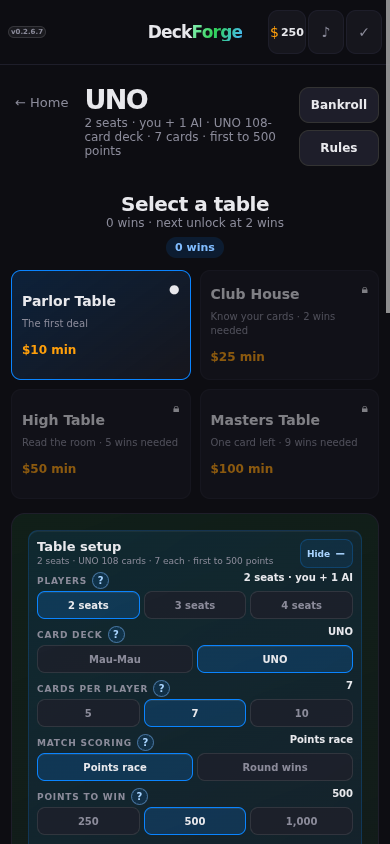 v0.2.6.7
DeckForge
$ 250
♪
✓
← Home
UNO
2 seats · you + 1 AI · UNO 108-
card deck · 7 cards · first to 500
points
Bankroll
Rules
Select a table
0 wins · next unlock at 2 wins
0 wins
Parlor Table
The first deal
$10 min
Club House
Know your cards · 2 wins
needed
$25 min
High Table
Read the room · 5 wins needed
$50 min
Masters Table
One card left · 9 wins needed
$100 min
Table setup
2 seats · UNO 108 cards · 7 each · first to 500 points
Hide —
PLAYERS ?
2 seats · you + 1 AI
2 seats
3 seats
4 seats
CARD DECK ?
UNO
Mau-Mau
UNO
CARDS PER PLAYER ?
7
5
7
10
MATCH SCORING ?
Points race
Points race
Round wins
POINTS TO WIN ?
500
250
500
1,000